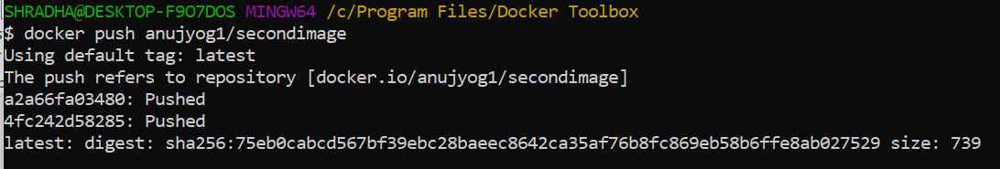 SHRADHA@DESKTOP-F9O7DOS MINGW64 /c/Program Files/Docker Toolbox
$ docker push anujyog1/secondimage
Using default tag: latest
The push refers to repository [docker.io/anujyog1/secondimage]
a2a66fa03480: Pushed
4fc242d58285: Pushed
latest: digest: sha256:75eb0cabcd567bf39ebc28baeec8642ca35af76b8fc869eb58b6ffe8ab027529 size: 739